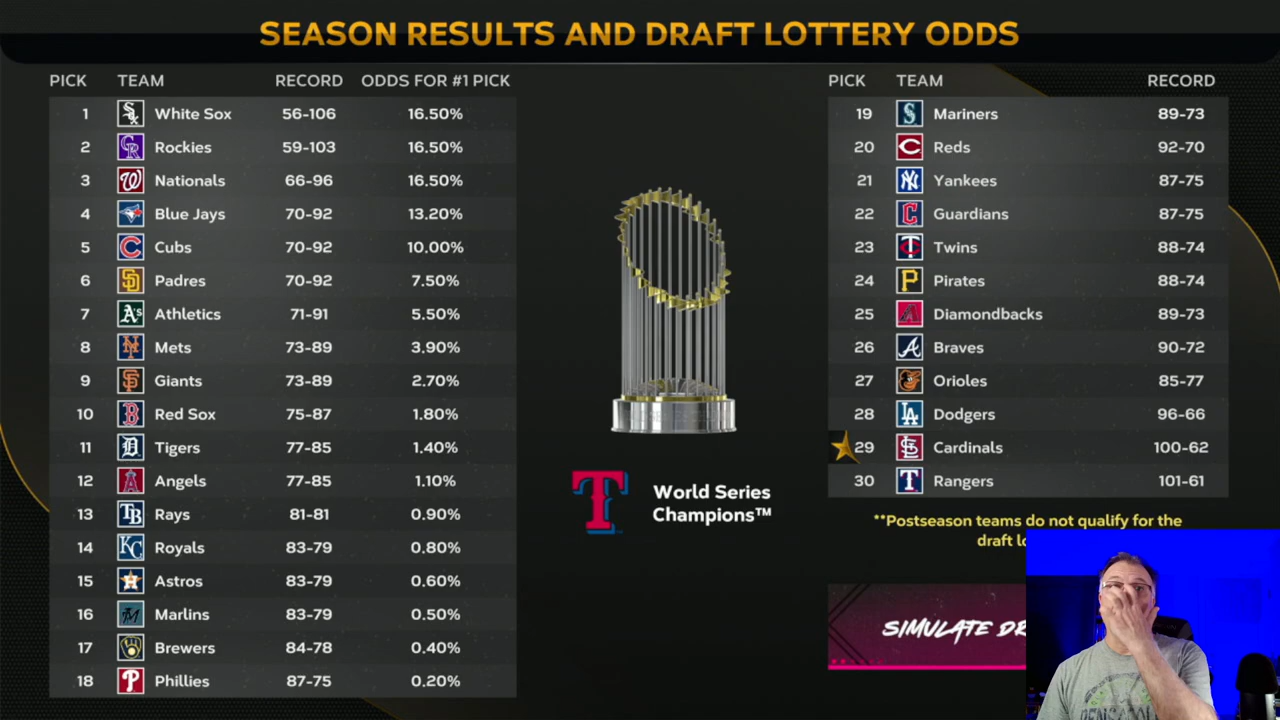 SEASON RESULTS AND DRAFT LOTTERY ODDS
PICK TEAM RECORD ODDS FOR #1 PICK
1 White Sox 56-106 16.50%
2 Rockies 59-103 16.50%
3 Nationals 66-96 16.50%
4 Blue Jays 70-92 13.20%
5 Cubs 70-92 10.00%
6 Padres 70-92 7.50%
7 Athletics 71-91 5.50%
8 Mets 73-89 3.90%
9 Giants 73-89 2.70%
10 Red Sox 75-87 1.80%
11 Tigers 77-85 1.40%
12 Angels 77-85 1.10%
13 Rays 81-81 0.90%
14 Royals 83-79 0.80%
15 Astros 83-79 0.60%
16 Marlins 83-79 0.50%
17 Brewers 84-78 0.40%
18 Phillies 87-75 0.20%
World Series
Champions™
PICK TEAM RECORD
19 Mariners 89-73
20 Reds 92-70
21 Yankees 87-75
22 Guardians 87-75
23 Twins 88-74
24 Pirates 88-74
25 Diamondbacks 89-73
26 Braves 90-72
27 Orioles 85-77
28 Dodgers 96-66
29 Cardinals 100-62
30 Rangers 101-61
**Postseason teams do not qualify for the
draft
SIMULATE